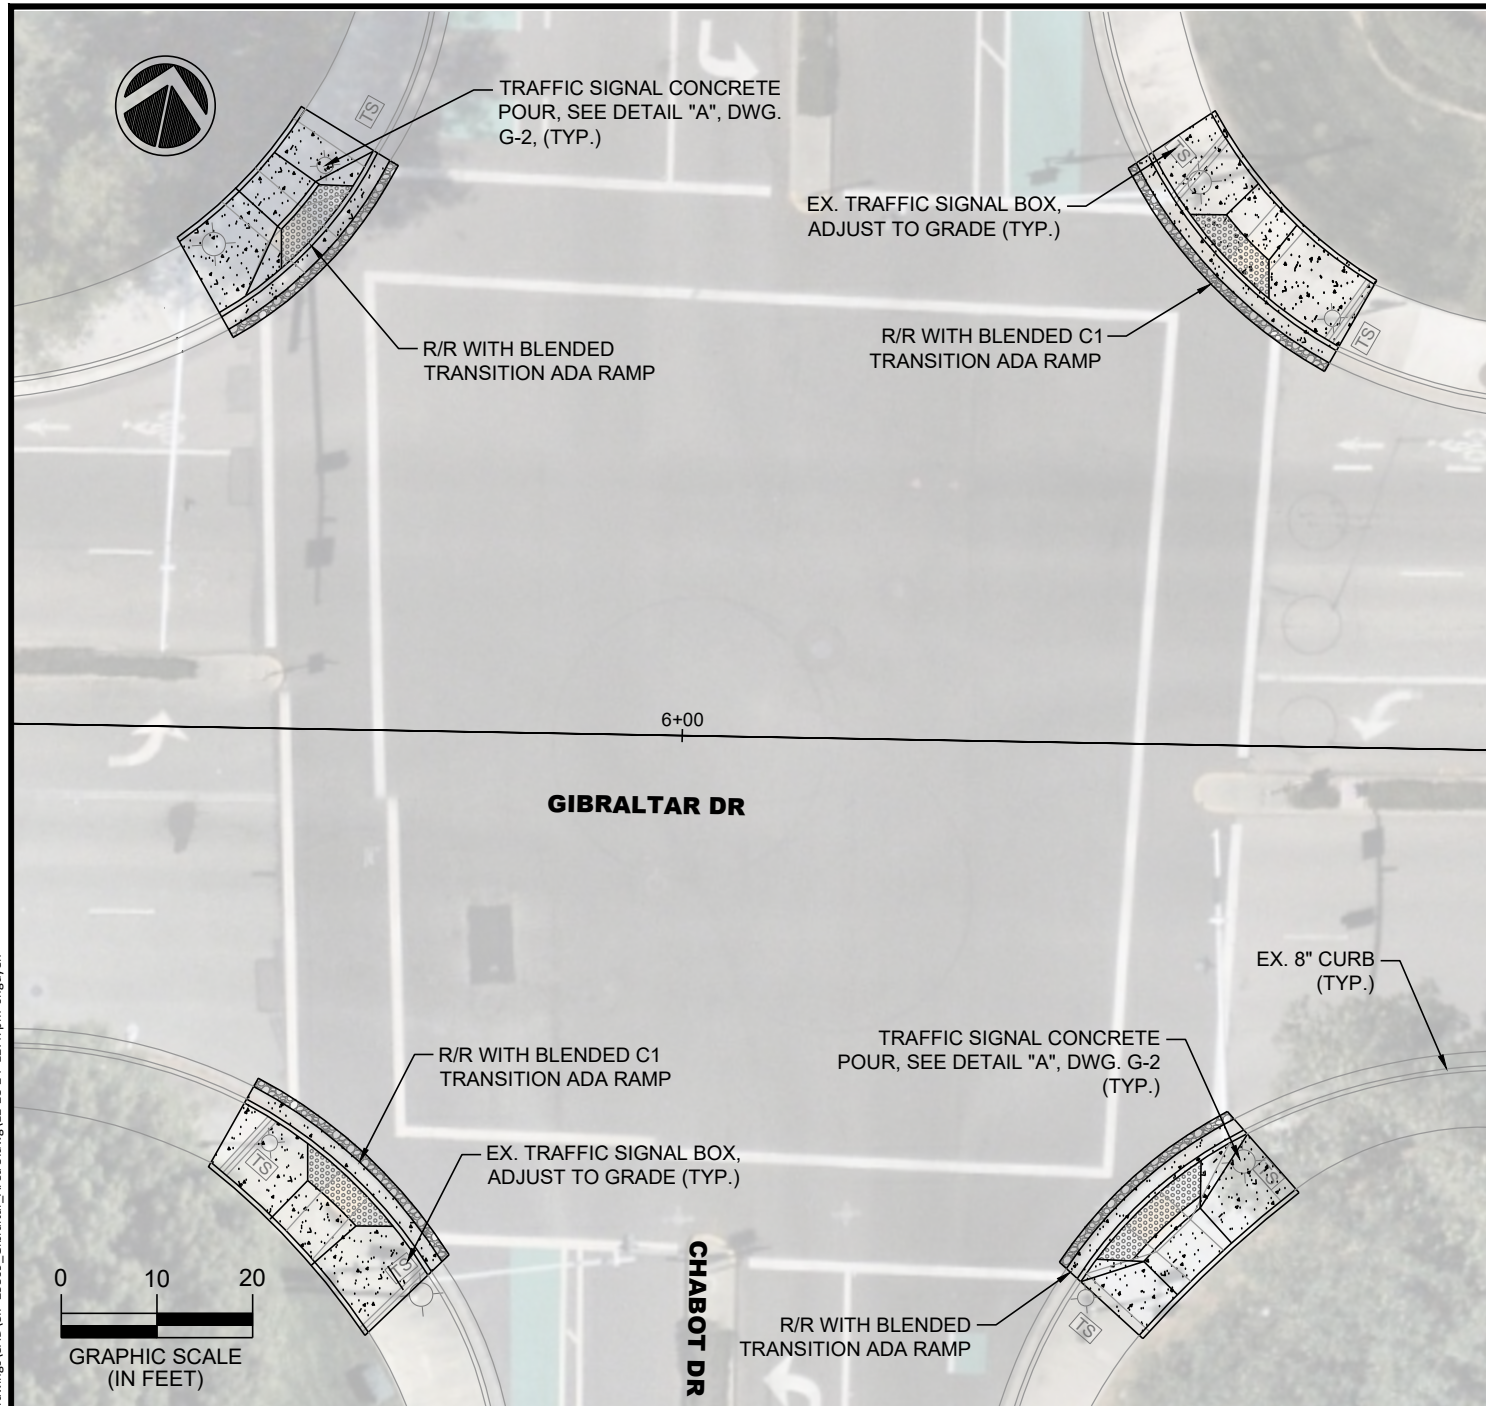 TRAFFIC SIGNAL CONCRETE
POUR, SEE DETAIL "A", DWG.
G-2, (TYP.)
TS
TS
EX. TRAFFIC SIGNAL BOX,
ADJUST TO GRADE (TYP.)
R/R WITH BLENDED
TRANSITION ADA RAMP
R/R WITH BLENDED C1
TRANSITION ADA RAMP
TS
6+00
GIBRALTAR DR
EX. 8" CURB
(TYP.)
R/R WITH BLENDED C1
TRANSITION ADA RAMP
TRAFFIC SIGNAL CONCRETE
POUR, SEE DETAIL "A", DWG. G-2
(TYP.)
TS
EX. TRAFFIC SIGNAL BOX,
ADJUST TO GRADE (TYP.)
TS
CHABOT DR
0 10 20
GRAPHIC SCALE
(IN FEET)
R/R WITH BLENDED
TRANSITION ADA RAMP
TS